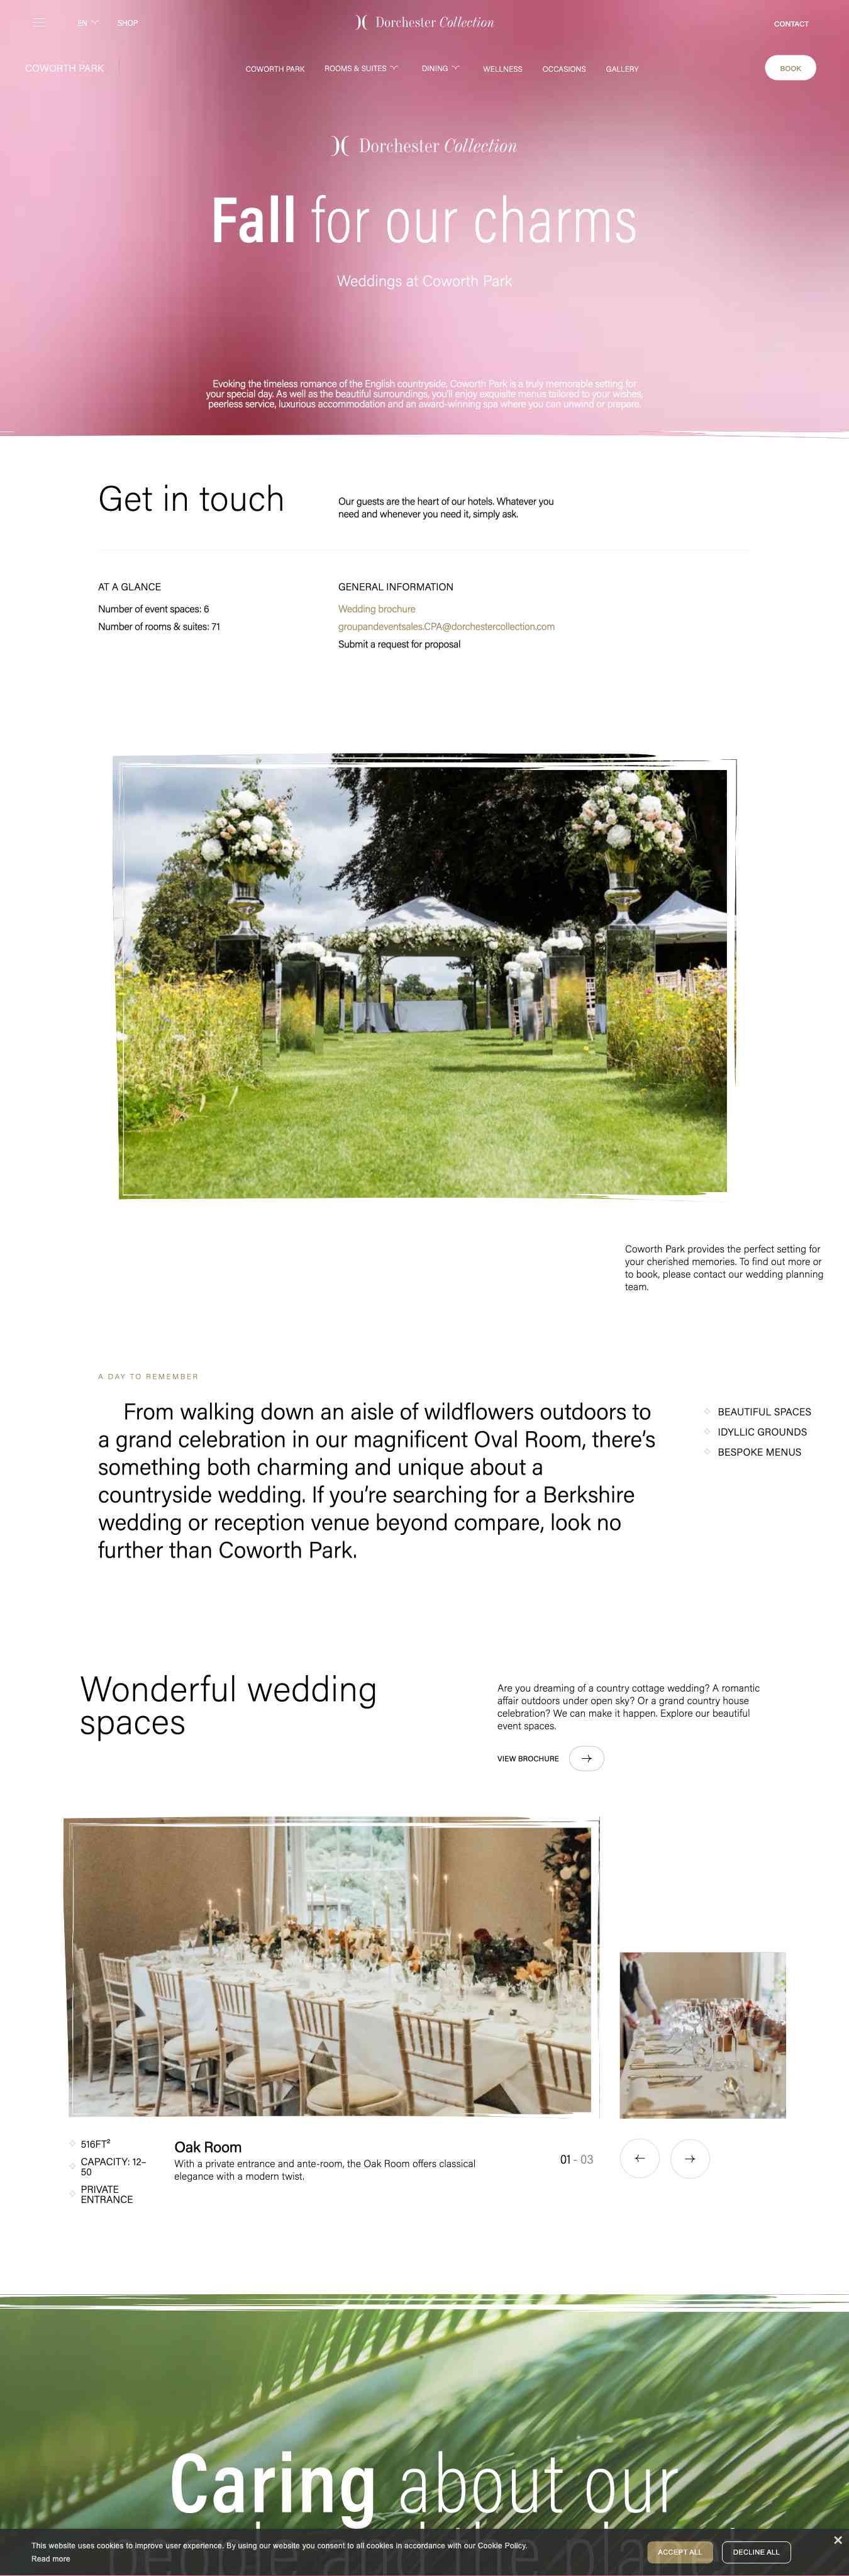 EN
SHOP
Dorchester Collection
CONTACT
COWORTH PARK
COWORTH PARK
ROOMS & SUITES
DINING
WELLNESS
OCCASIONS
GALLERY
BOOK
Dorchester Collection
Fall for our charms
Weddings at Coworth Park
Evoking the timeless romance of the English countryside, Coworth Park is a truly memorable setting for
your special day. As well as the beautiful surroundings, you'll enjoy exquisite menus tailored to your wishes,
peerless service, luxurious accommodation and an award-winning spa where you can unwind or prepare.
Get in touch
Our guests are the heart of our hotels. Whatever you
need and whenever you need it, simply ask.
AT A GLANCE
Number of event spaces: 6
Number of rooms & suites: 71
GENERAL INFORMATION
Wedding brochure
groupandeventsales.CPA@dorchestercollection.com
Submit a request for proposal
Coworth Park provides the perfect setting for
your cherished memories. To find out more or
to book, please contact our wedding planning
team.
A DAY TO REMEMBER
From walking down an aisle of wildflowers outdoors to
a grand celebration in our magnificent Oval Room, there's
something both charming and unique about a
countryside wedding. If you're searching for a Berkshire
wedding or reception venue beyond compare, look no
further than Coworth Park.
BEAUTIFUL SPACES
IDYLLIC GROUNDS
BESPOKE MENUS
Wonderful wedding
spaces
Are you dreaming of a country cottage wedding? A romantic
affair outdoors under open sky? Or a grand country house
celebration? We can make it happen. Explore our beautiful
event spaces.
VIEW BROCHURE
516FT²
CAPACITY: 12–
50
PRIVATE
ENTRANCE
Oak Room
With a private entrance and ante-room, the Oak Room offers classical
elegance with a modern twist.
01 - 03
Caring about our
This website uses cookies to improve user experience. By using our website you consent to all cookies in accordance with our Cookie Policy.
Read more
ACCEPT ALL
DECLINE ALL